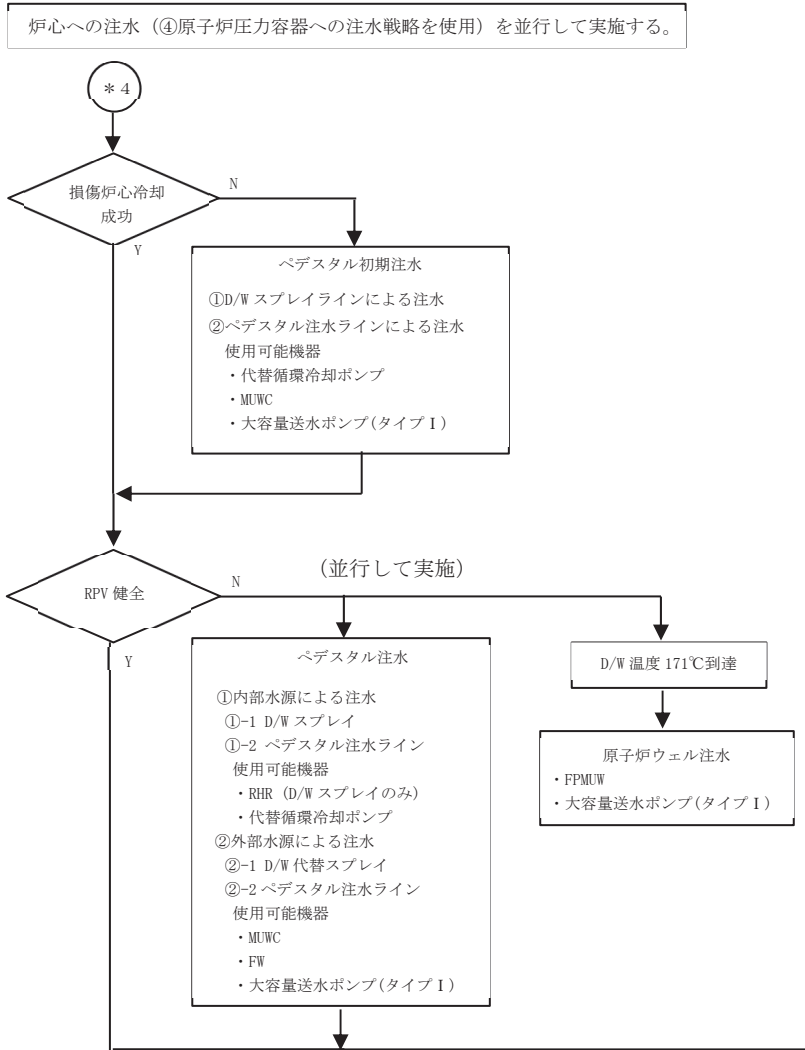 炉心への注水（④原子炉圧力容器への注水戦略を使用）を並行して実施する。
＊４
損傷炉心冷却
成功
N
Y
ペデスタル初期注水
①D/W スプレイラインによる注水
②ペデスタル注水ラインによる注水
使用可能機器
・代替循環冷却ポンプ
・MUWC
・大容量送水ポンプ(タイプⅠ)
RPV 健全
N
（並行して実施）
Y
ペデスタル注水
①内部水源による注水
①-1 D/W スプレイ
①-2 ペデスタル注水ライン
使用可能機器
・RHR（D/W スプレイのみ）
・代替循環冷却ポンプ
②外部水源による注水
②-1 D/W 代替スプレイ
②-2 ペデスタル注水ライン
使用可能機器
・MUWC
・FW
・大容量送水ポンプ(タイプⅠ)
D/W 温度 171℃到達
原子炉ウェル注水
・FPMUW
・大容量送水ポンプ(タイプⅠ)